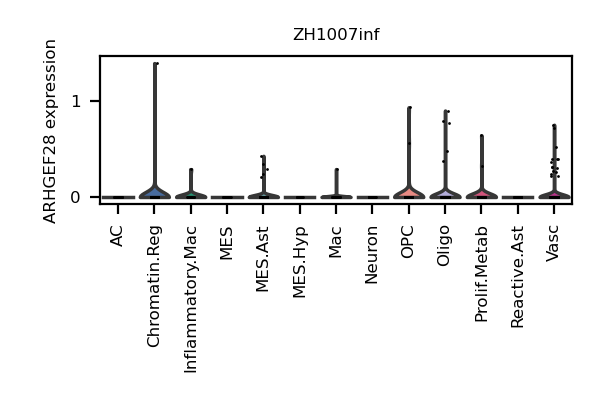 ZH1007inf
ARHGEF28 expression
1
0
AC
Chromatin.Reg
Inflammatory.Mac
MES
MES.Ast
MES.Hyp
Mac
Neuron
OPC
Oligo
Prolif.Metab
Reactive.Ast
Vasc